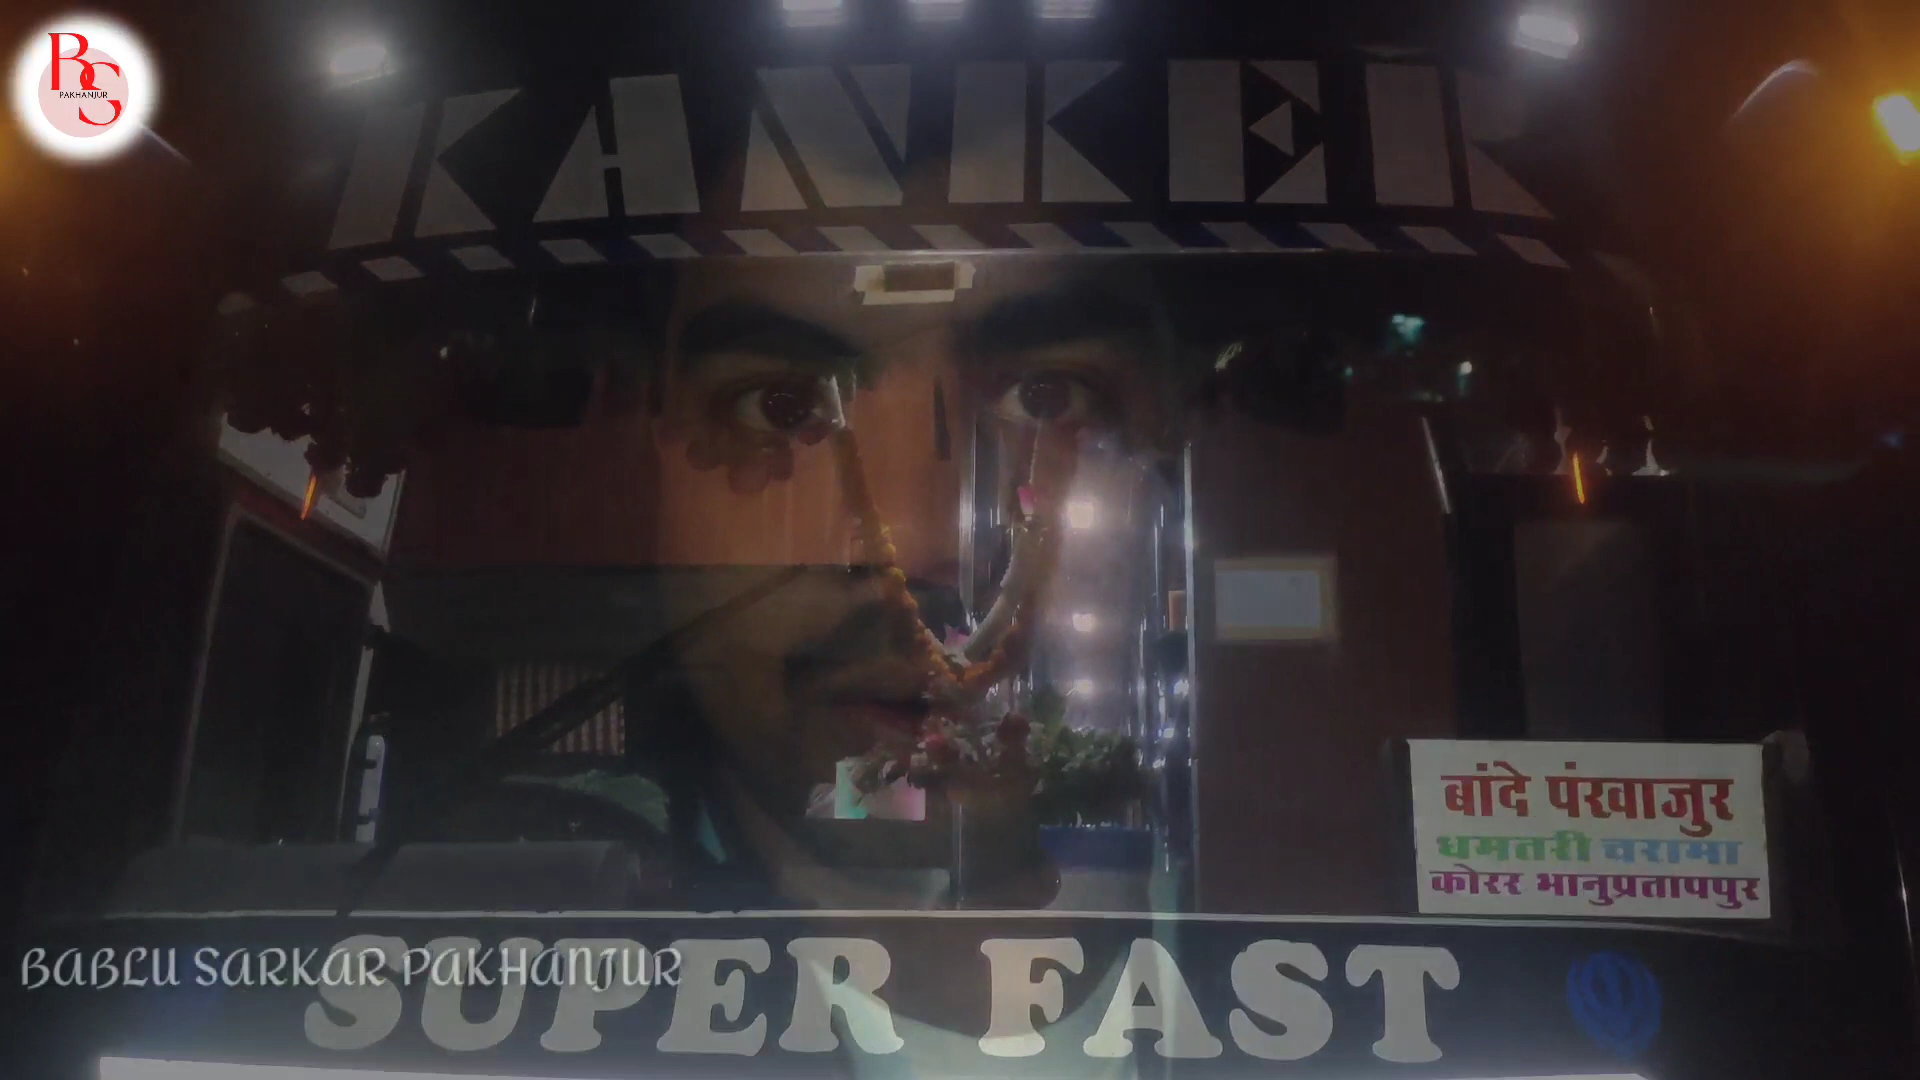 BS
PAKHANJUR
KANKER
बांदे पंखाजुर
धमतरी चरामा
कोरर भानुप्रतापपुर
BABLU SARKAR PAKHANJUR
SUPER FAST